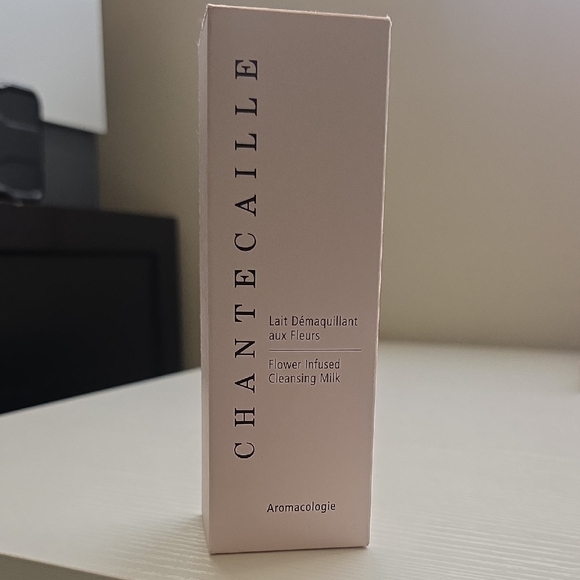 CHANTECAILLE
Lait Démaquillant
aux Fleurs
Flower Infused
Cleansing Milk
Aromacologie